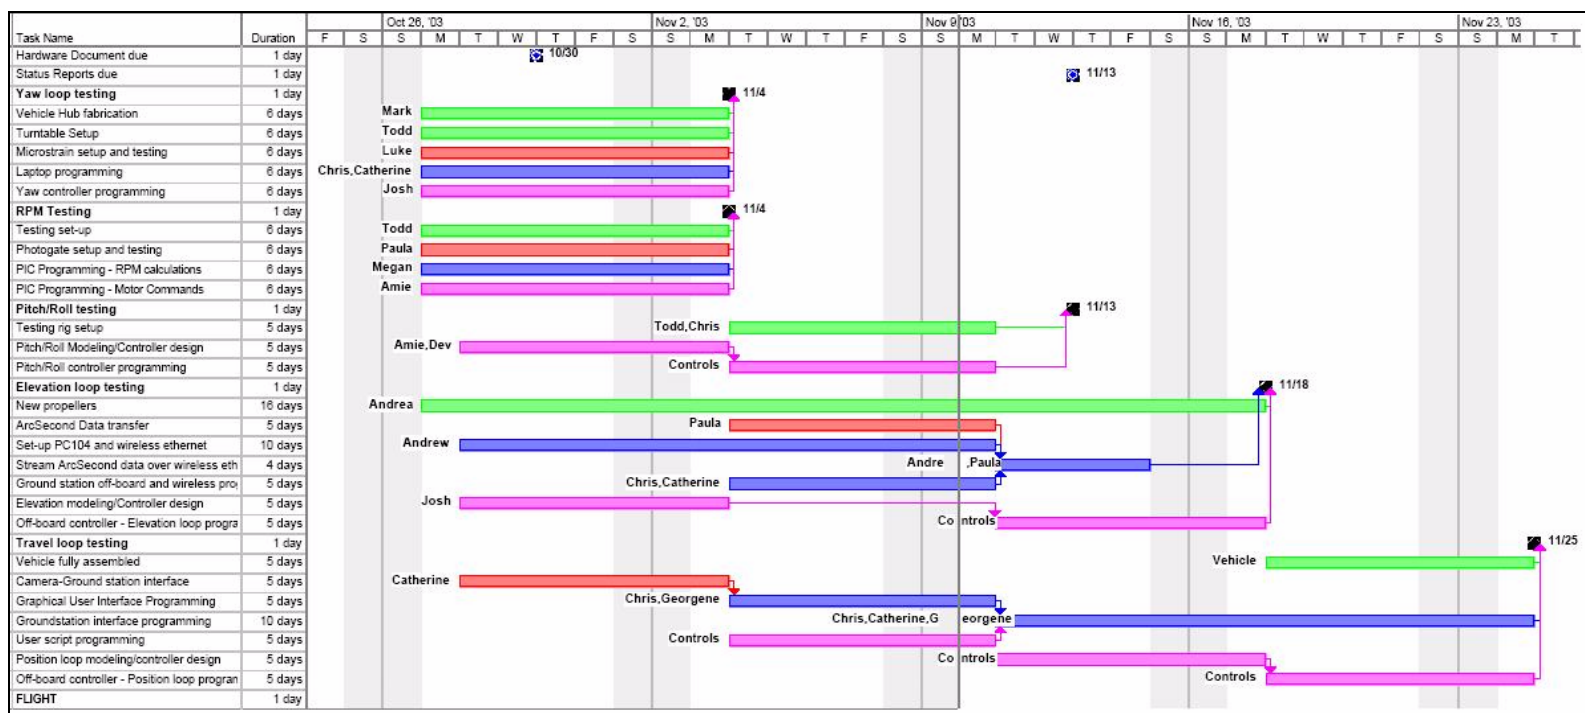 Oct 26, '03 Nov 2, '03 Nov 9, '03 Nov 16, '03 Nov 23, '03
Task Name Duration F S S M T W T F S S M T W T F S S M T W T F S S M T W T F S S M T
Hardware Document due 1 day 10/30
Status Reports due 1 day 11/13
Yaw loop testing 1 day 11/4
Vehicle Hub fabrication 6 days Mark
Turntable Setup 6 days Todd
Microstrain setup and testing 6 days Luke
Laptop programming 6 days Chris,Catherine
Yaw controller programming 6 days Josh
RPM Testing 1 day 11/4
Testing set-up 6 days Todd
Photogate setup and testing 6 days Paula
PIC Programming - RPM calculations 6 days Megan
PIC Programming - Motor Commands 6 days Amie
Pitch/Roll testing 1 day 11/13
Testing rig setup 5 days Todd,Chris
Pitch/Roll Modeling/Controller design 5 days Amie,Dev
Pitch/Roll controller programming 5 days Controls
Elevation loop testing 1 day 11/18
New propellers 16 days Andrea
ArcSecond Data transfer 5 days Paula
Set-up PC104 and wireless ethernet 10 days Andrew
Stream ArcSecond data over wireless eth 4 days Andre ,Paula
Ground station off-board and wireless pro 5 days Chris,Catherine
Elevation modeling/Controller design 5 days Josh
Off-board controller - Elevation loop progra 5 days Controls
Travel loop testing 1 day 11/25
Vehicle fully assembled 5 days Vehicle
Camera-Ground station interface 5 days Catherine
Graphical User Interface Programming 5 days Chris,Georgene
Groundstation interface programming 10 days Chris,Catherine,Georgene
User script programming 5 days Controls
Position loop modeling/controller design 5 days Controls
Off-board controller - Position loop progran 5 days Controls
FLIGHT 1 day